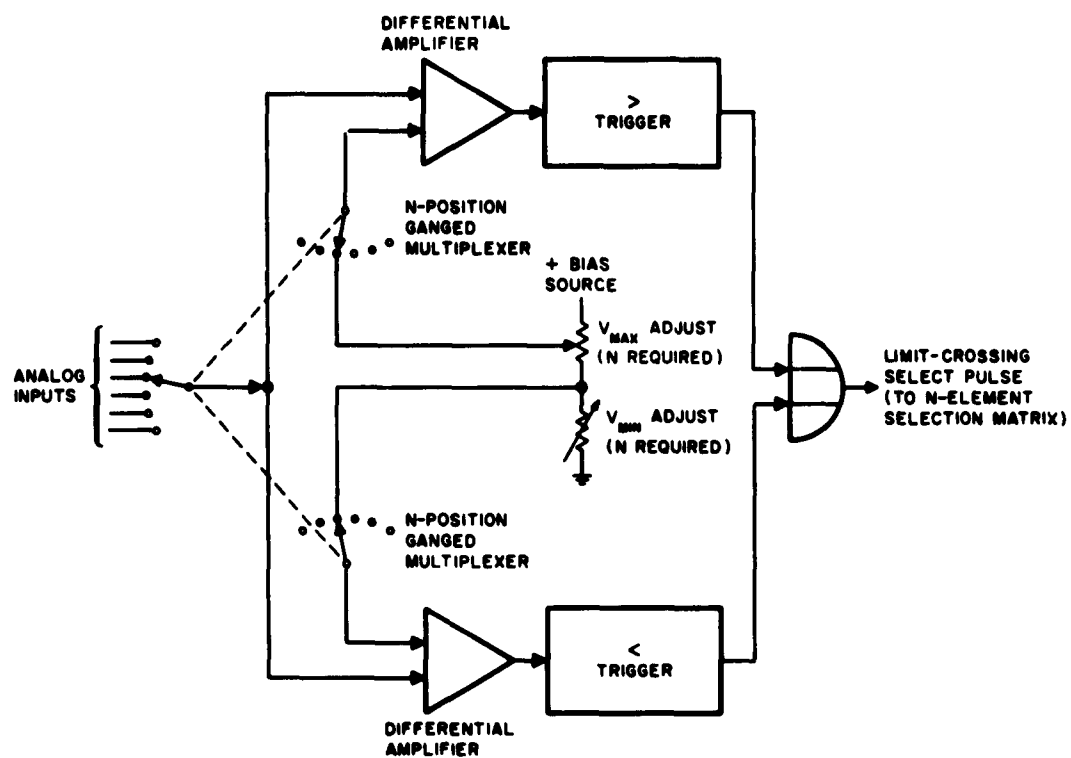 DIFFERENTIAL
AMPLIFIER
>
TRIGGER
N-POSITION
GANGED
MULTIPLEXER
+ BIAS
SOURCE
VMAX ADJUST
(N REQUIRED)
ANALOG
INPUTS
LIMIT-CROSSING
SELECT PULSE
(TO N-ELEMENT
SELECTION MATRIX)
VMIN ADJUST
(N REQUIRED)
N-POSITION
GANGED
MULTIPLEXER
<
TRIGGER
DIFFERENTIAL
AMPLIFIER